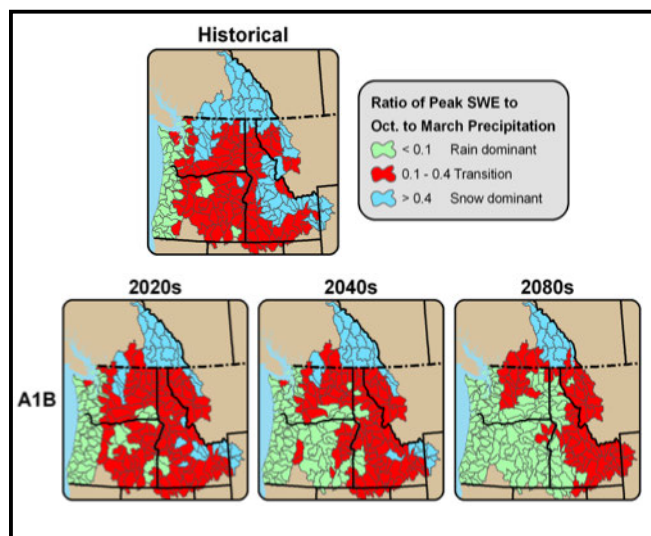 Historical
Ratio of Peak SWE to
Oct. to March Precipitation
< 0.1 Rain dominant
0.1 - 0.4 Transition
> 0.4 Snow dominant
2020s
2040s
2080s
A1B